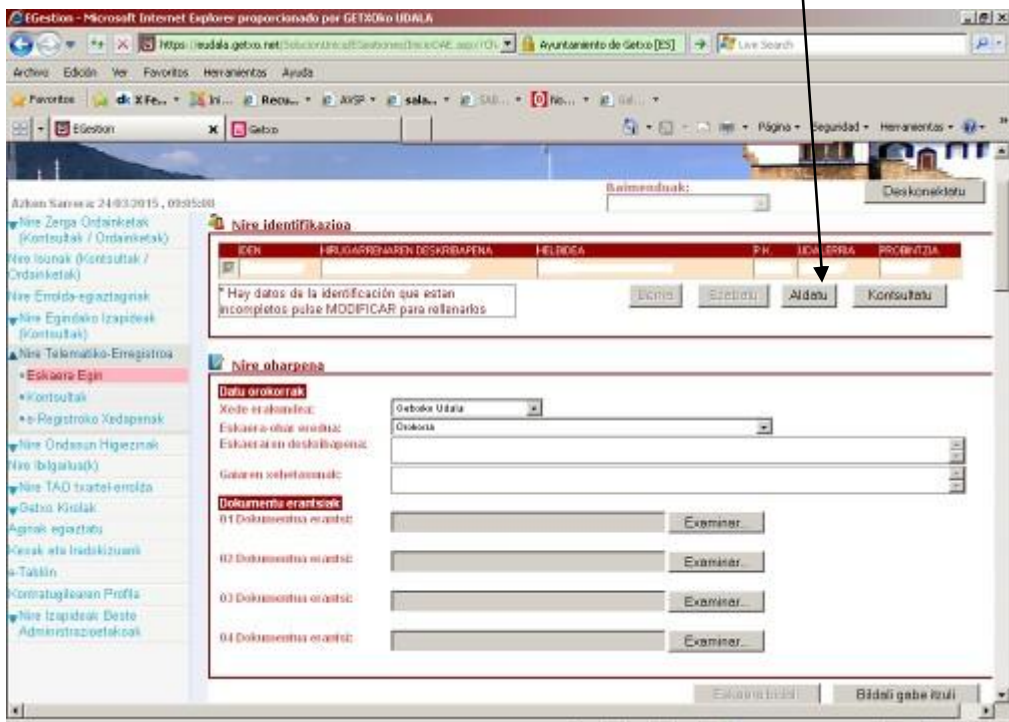 EGestion - Microsoft Internet Explorer proporcionado por GETXOko UDALA
Ayuntamiento de Getxo [ES]
Live Search
Archivo Edición Ver Favoritos Herramientas Ayuda
Favoritos
Recu...
AVSP
sala...
No...
EGestion
Getxo
Página
Seguridad
Herramientas
Baimenduak:
Deskonektatu
Azken Sarrera: 24/03/2015,
Nire Zerga Ordainketak
(Kontsultak / Ordainketak)
Nire Isunak (Kontsultak /
Ordainketak)
Nire Errolda-egiaztagiriak
Nire Egindako Izapideak
(Kontsultak)
Nire Telematiko-Erregistroa
Eskaera Egin
Kontsultak
e-Registroko Xedapenak
Nire Ondasun Higiezinak
Nire Ibilgailua(k)
Nire TAO txartel-errolda
Getxo Kirolak
Agiriak egiaztatu
Kexak eta Iradokizunak
e-Tablón
Kontratugilearen Profila
Nire Izapideak Beste
Administrazioetakoak
Nire identifikazioa
IDEN HIRUGARRENAREN DESKRIBAPENA HELBIDEA P.K. UDALERRIA PROBINTZIA
* Hay datos de la identificación que estan
incompletos pulse MODIFICAR para rellenarlos
Berria Ezabatu Aldatu Kontsultatu
Nire oharpena
Datu orokorrak
Xede erakundea: Getxoko Udala
Eskaera-ohar eredua: Orokorra
Eskaeraren deskribapena:
Gaiaren xehetasunak:
Dokumentu erantsiak
01 Dokumentua erantsi: Examinar...
02 Dokumentua erantsi: Examinar...
03 Dokumentua erantsi: Examinar...
04 Dokumentua erantsi: Examinar...
Eskaera bidali Bidali gabe itzuli